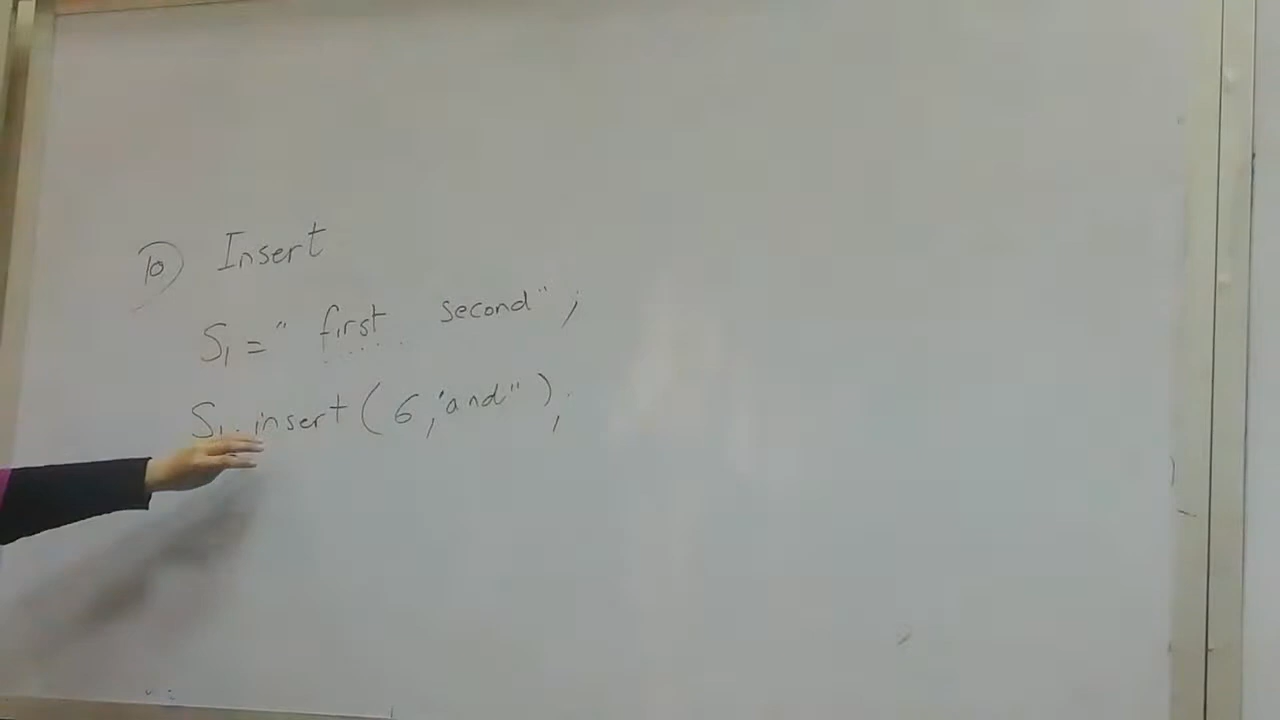 10 Insert
S1 = " first second" ;
S1.insert ( 6 , "and" ) ;